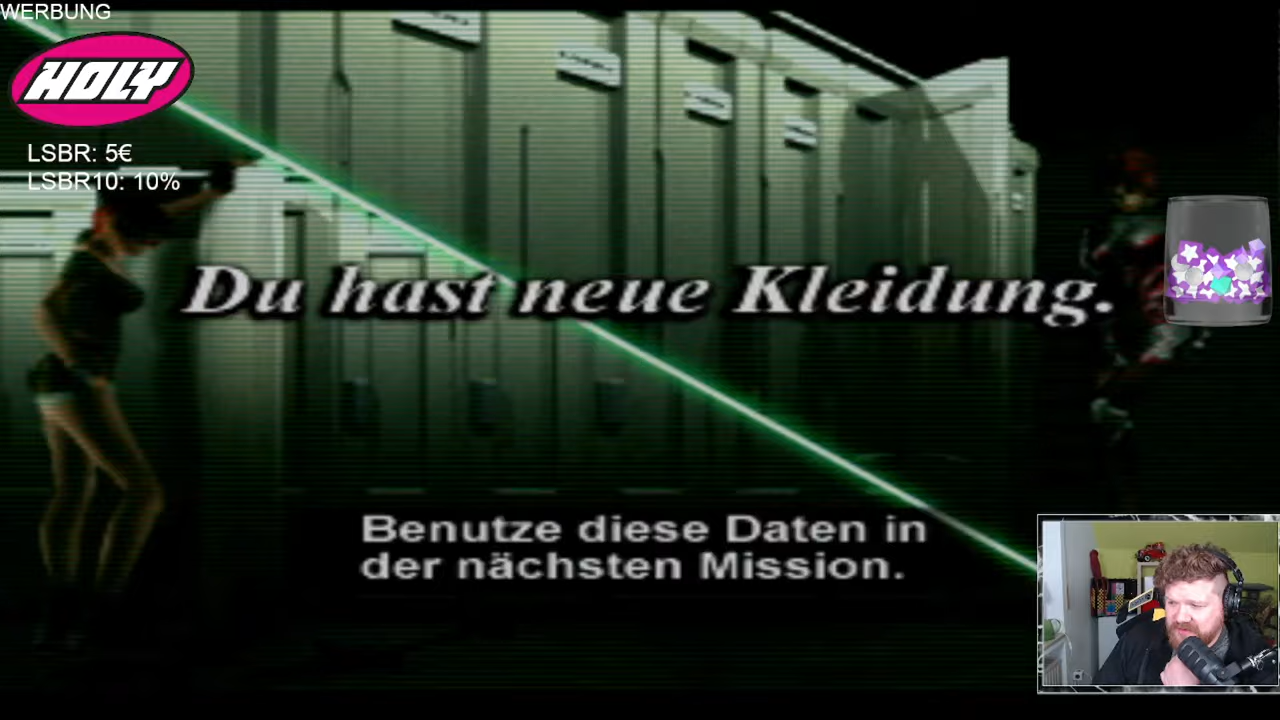 WERBUNG
HOLY
LSBR: 5€
LSBR10: 10%
Du hast neue Kleidung.
Benutze diese Daten in
der nächsten Mission.